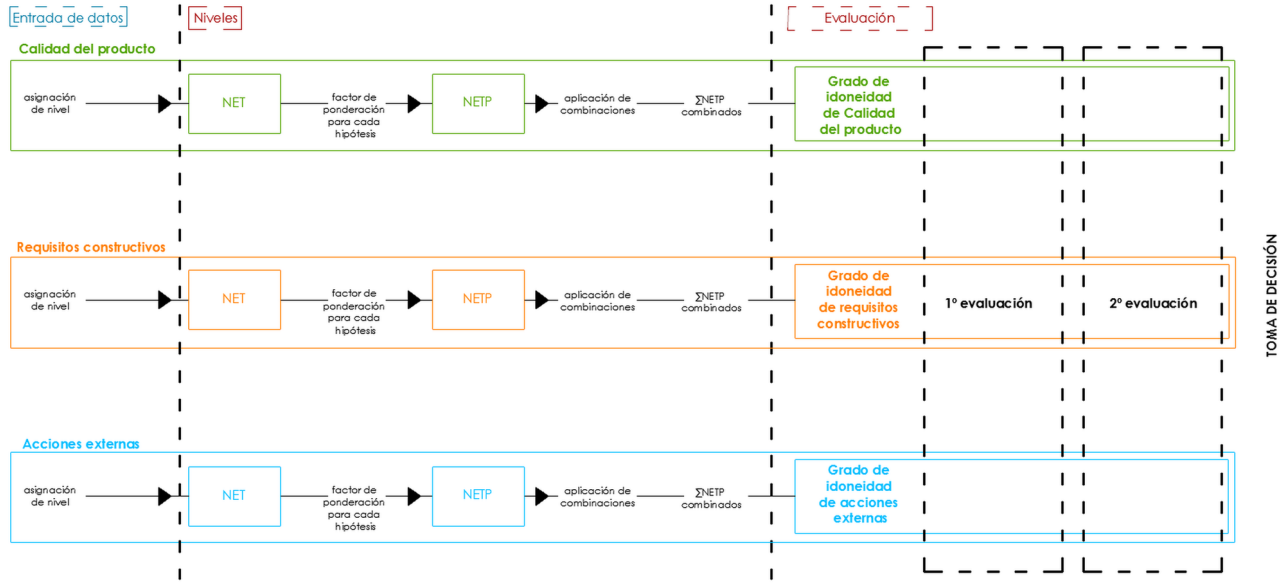 Entrada de datos
Niveles
Evaluación
Calidad del producto
asignación
de nivel
NET
factor de
ponderación
para cada
hipótesis
NETP
aplicación de
combinaciones
∑NETP
combinados
Grado de
idoneidad
de Calidad
del producto
Requisitos constructivos
asignación
de nivel
NET
factor de
ponderación
para cada
hipótesis
NETP
aplicación de
combinaciones
∑NETP
combinados
Grado de
idoneidad
de requisitos
constructivos
1º evaluación
2º evaluación
TOMA DE DECISIÓN
Acciones externas
asignación
de nivel
NET
factor de
ponderación
para cada
hipótesis
NETP
aplicación de
combinaciones
∑NETP
combinados
Grado de
idoneidad
de acciones
externas